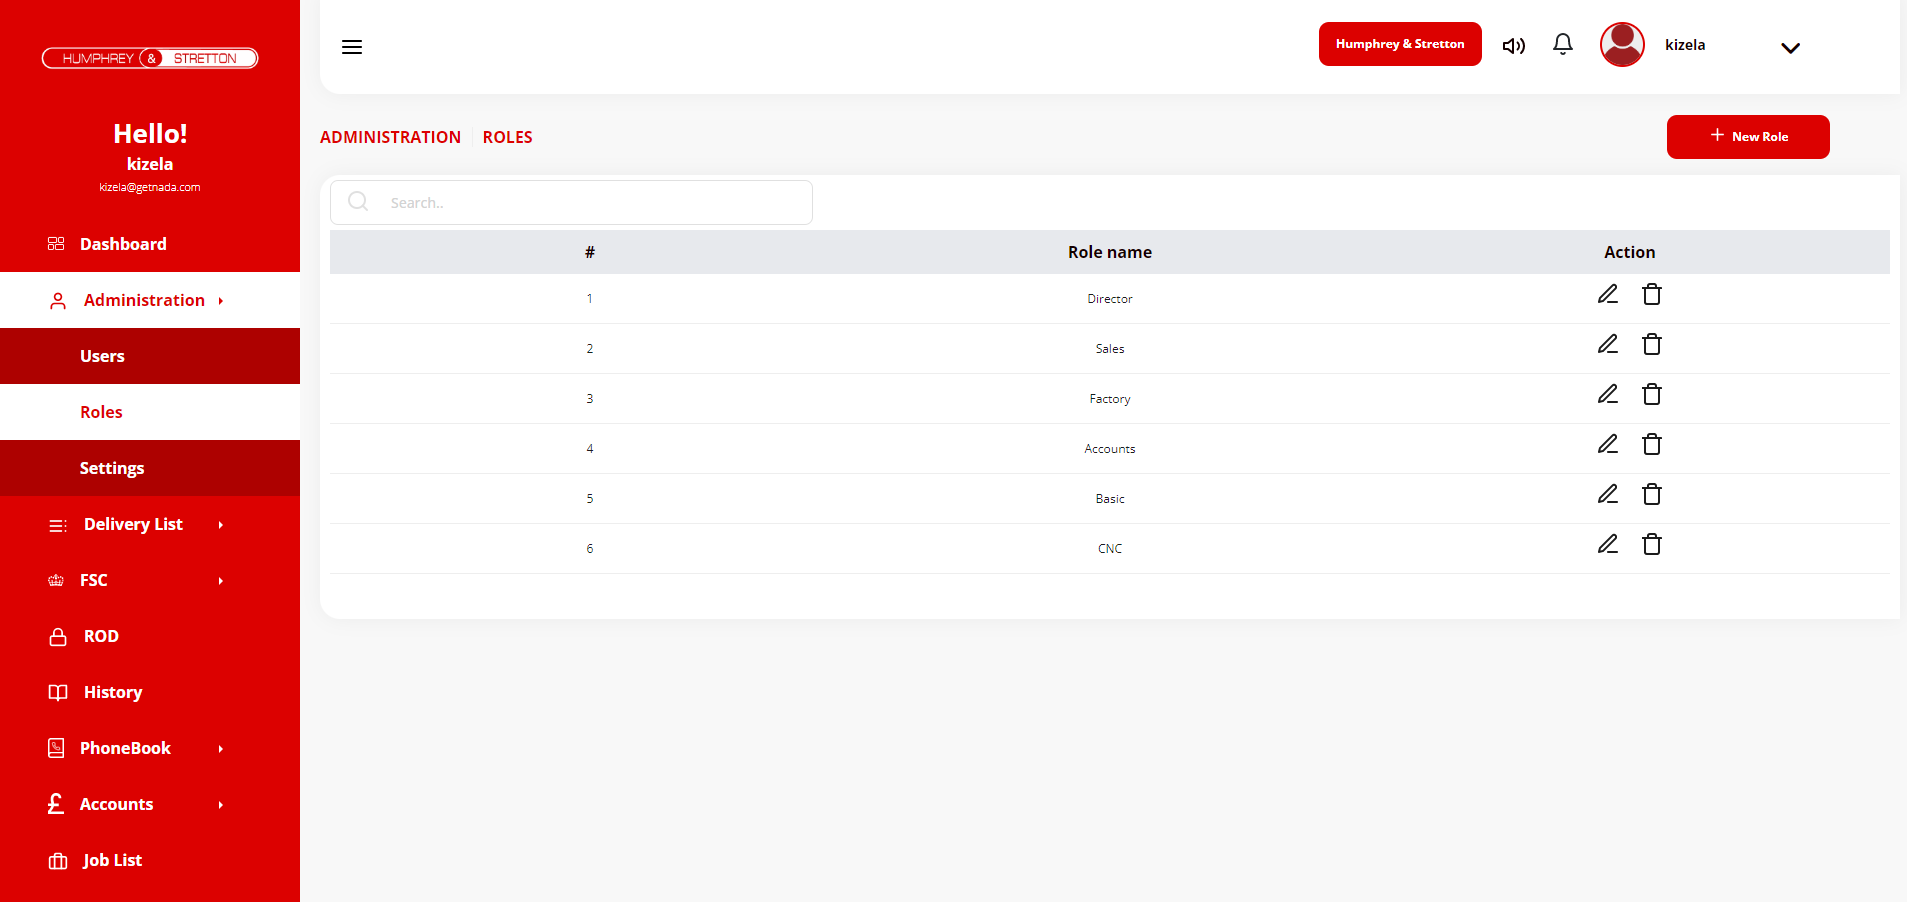 HUMPHREY & STRETTON
Hello!
kizela
kizela@getnada.com
Dashboard
Administration
Users
Roles
Settings
Delivery List
FSC
ROD
History
PhoneBook
£ Accounts
Job List
Humphrey & Stretton
kizela
ADMINISTRATION ROLES
+ New Role
Search..
# Role name Action
1 Director
2 Sales
3 Factory
4 Accounts
5 Basic
6 CNC